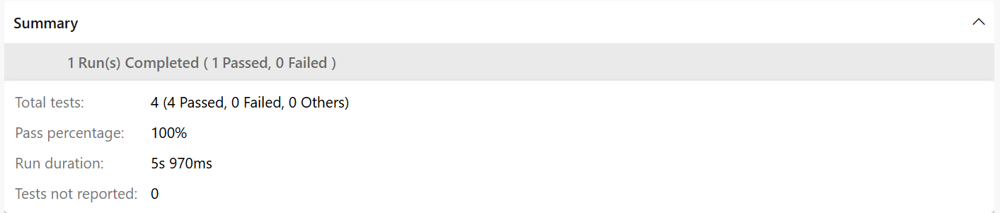 Summary
1 Run(s) Completed ( 1 Passed, 0 Failed )
Total tests: 4 (4 Passed, 0 Failed, 0 Others)
Pass percentage: 100%
Run duration: 5s 970ms
Tests not reported: 0